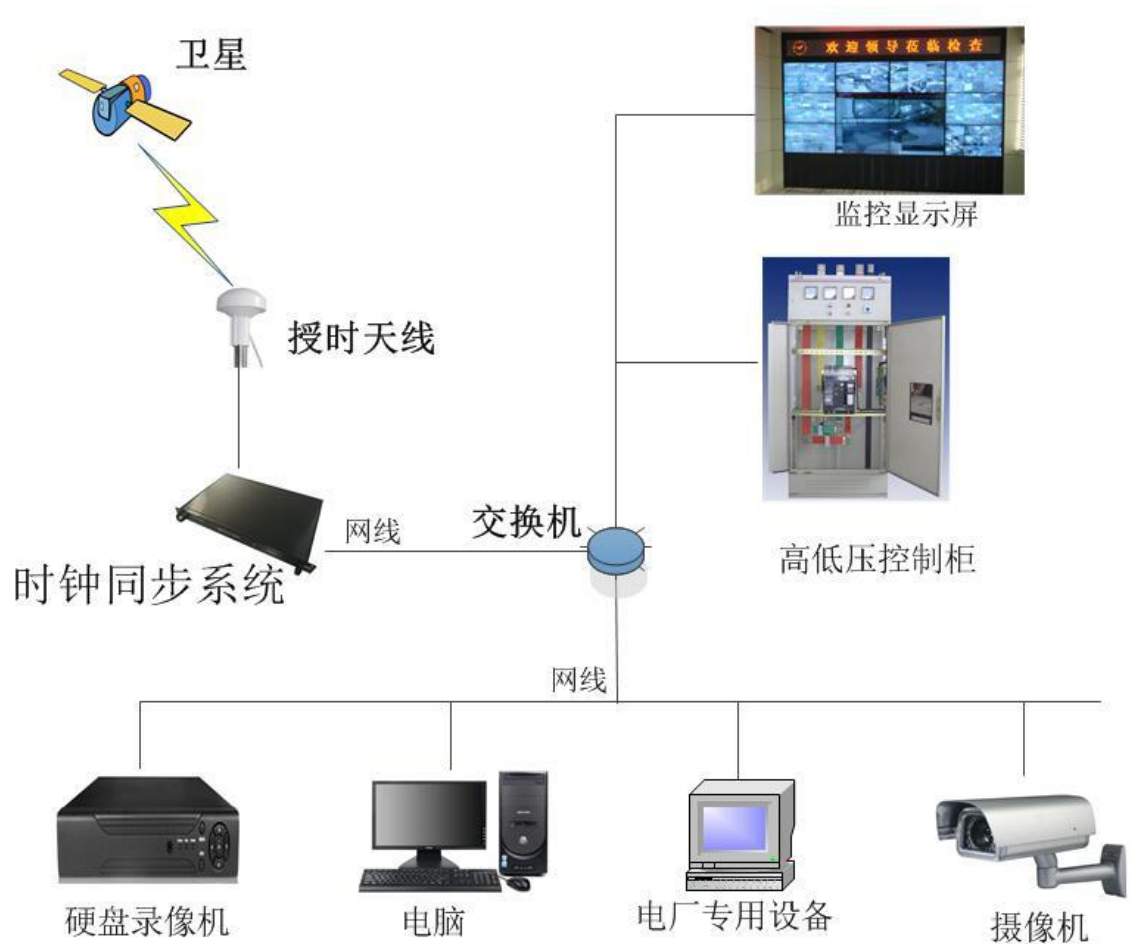 卫星
欢迎领导莅临检查
监控显示屏
授时天线
网线
交换机
高低压控制柜
时钟同步系统
网线
硬盘录像机
电脑
电厂专用设备
摄像机